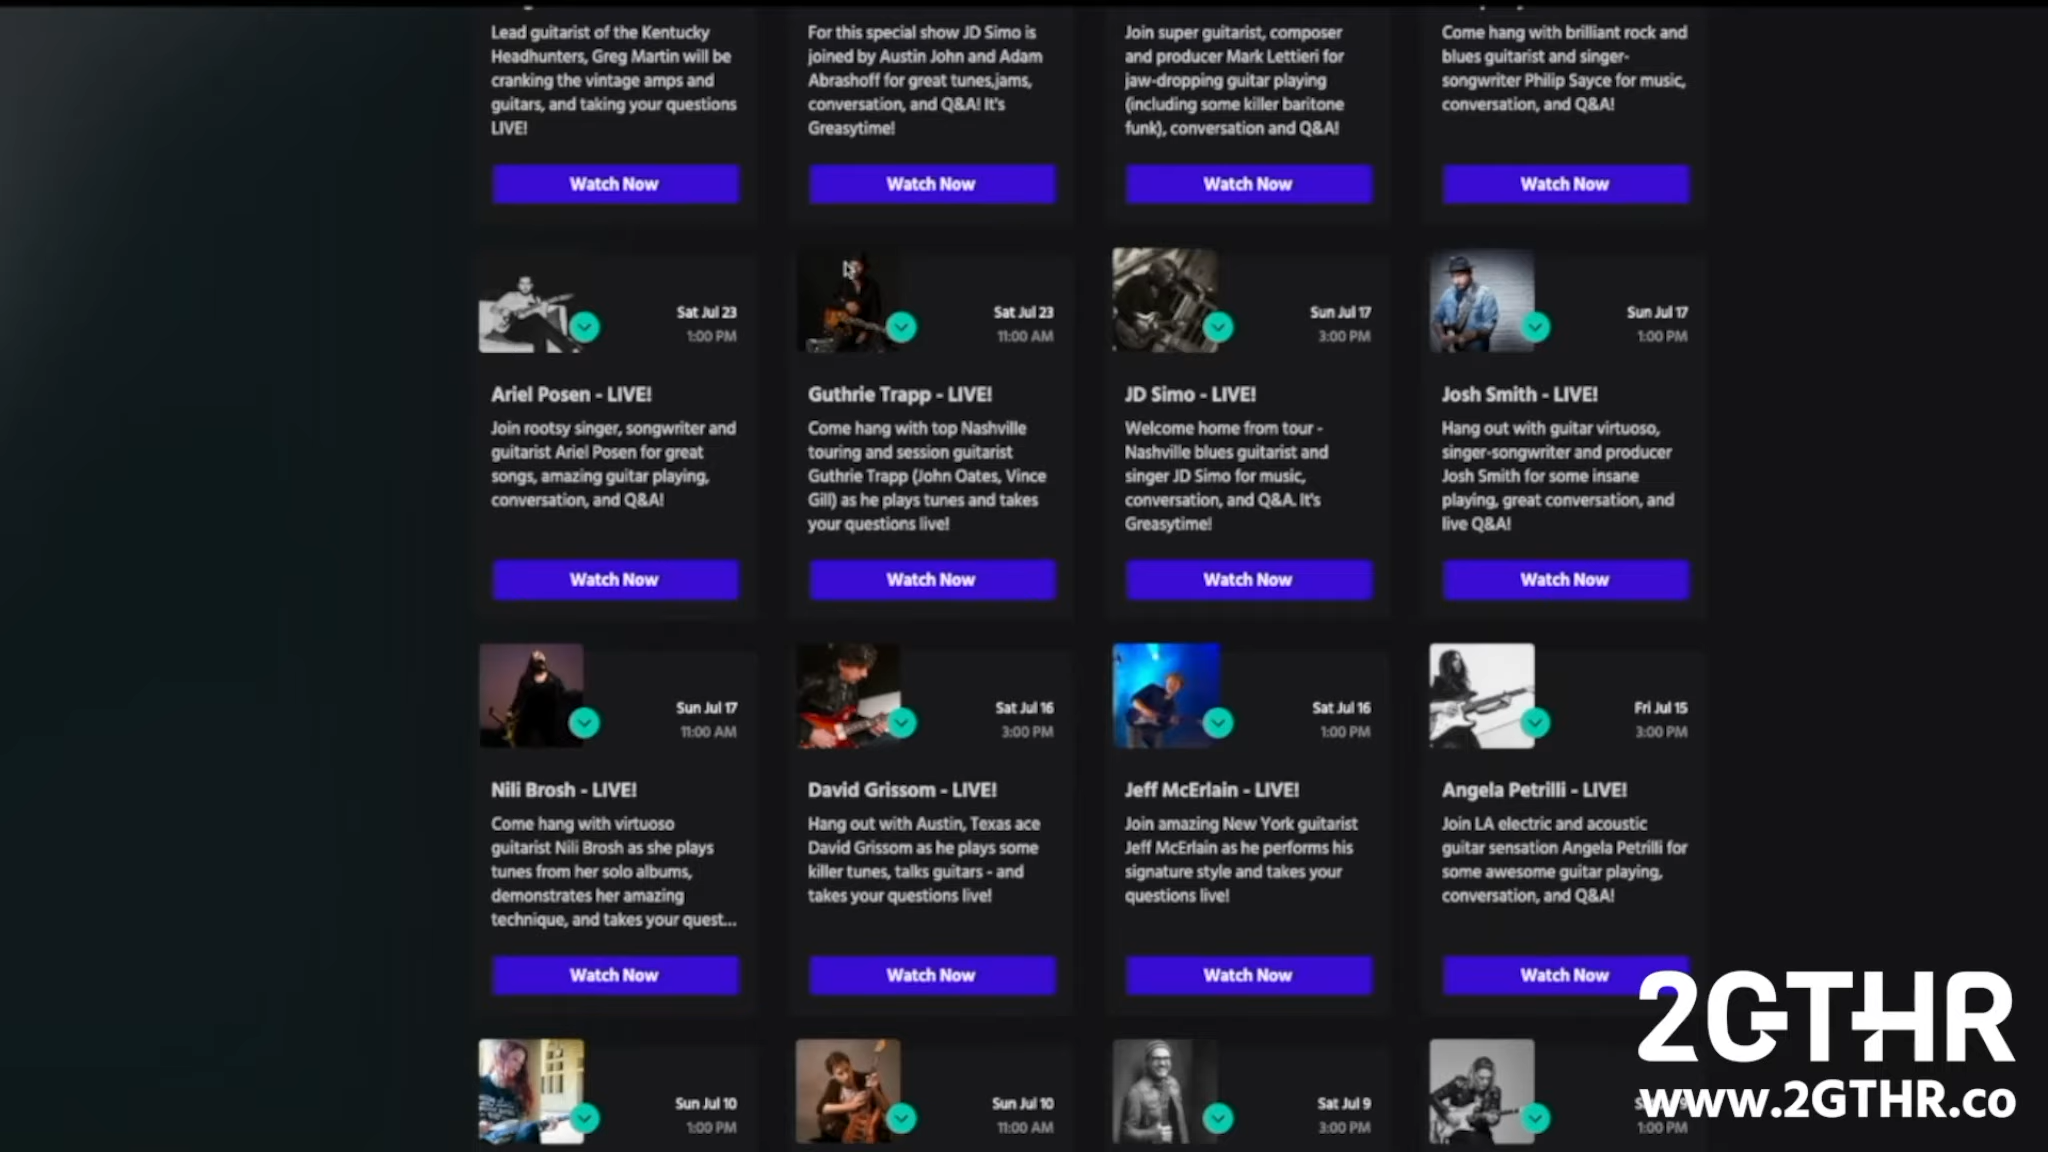 Lead guitarist of the Kentucky
Headhunters, Greg Martin will be
cranking the vintage amps and
guitars, and taking your questions
LIVE!
Watch Now
For this special show JD Simo is
joined by Austin John and Adam
Abrashoff for great tunes,jams,
conversation, and Q&A! It's
Greasytime!
Watch Now
Join super guitarist, composer
and producer Mark Lettieri for
jaw-dropping guitar playing
(including some killer baritone
funk), conversation and Q&A!
Watch Now
Come hang with brilliant rock and
blues guitarist and singer-
songwriter Philip Sayce for music,
conversation, and Q&A!
Watch Now
Sat Jul 23
1:00 PM
Ariel Posen - LIVE!
Join rootsy singer, songwriter and
guitarist Ariel Posen for great
songs, amazing guitar playing,
conversation, and Q&A!
Watch Now
Sat Jul 23
11:00 AM
Guthrie Trapp - LIVE!
Come hang with top Nashville
touring and session guitarist
Guthrie Trapp (John Oates, Vince
Gill) as he plays tunes and takes
your questions live!
Watch Now
Sun Jul 17
3:00 PM
JD Simo - LIVE!
Welcome home from tour -
Nashville blues guitarist and
singer JD Simo for music,
conversation, and Q&A. It's
Greasytime!
Watch Now
Sun Jul 17
1:00 PM
Josh Smith - LIVE!
Hang out with guitar virtuoso,
singer-songwriter and producer
Josh Smith for some insane
playing, great conversation, and
live Q&A!
Watch Now
Sun Jul 17
11:00 AM
Nili Brosh - LIVE!
Come hang with virtuoso
guitarist Nili Brosh as she plays
tunes from her solo albums,
demonstrates her amazing
technique, and takes your quest...
Watch Now
Sat Jul 16
3:00 PM
David Grissom - LIVE!
Hang out with Austin, Texas ace
David Grissom as he plays some
killer tunes, talks guitars - and
takes your questions live!
Watch Now
Sat Jul 16
1:00 PM
Jeff McErlain - LIVE!
Join amazing New York guitarist
Jeff McErlain as he performs his
signature style and takes your
questions live!
Watch Now
Fri Jul 15
3:00 PM
Angela Petrilli - LIVE!
Join LA electric and acoustic
guitar sensation Angela Petrilli for
some awesome guitar playing,
conversation, and Q&A!
Watch Now
Sun Jul 10
1:00 PM
Sun Jul 10
11:00 AM
Sat Jul 9
3:00 PM
1:00 PM
2GTHR
www.2GTHR.co